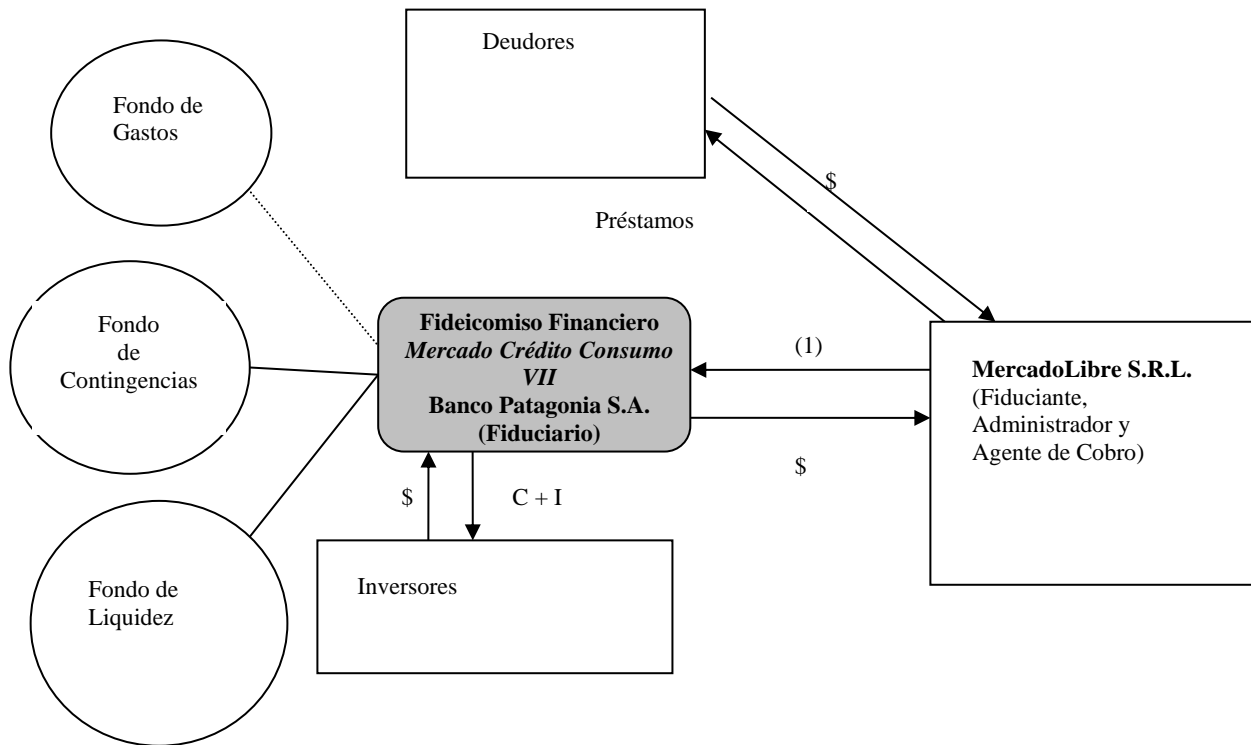 Deudores
Fondo de
Gastos
$
Préstamos
Fideicomiso Financiero
Mercado Crédito Consumo
VII
Banco Patagonia S.A.
(Fiduciario)
Fondo
de
Contingencias
(1)
MercadoLibre S.R.L.
(Fiduciante,
Administrador y
Agente de Cobro)
$
$
C + I
Inversores
Fondo de
Liquidez